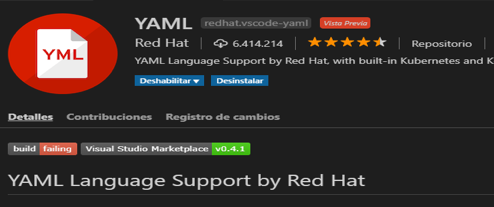 YAML redhat.vscode-yaml Vista Previa
YML
Red Hat | 6.414.214 | Repositorio
YAML Language Support by Red Hat, with built-in Kubernetes and K
Deshabilitar Desinstalar
Detalles Contribuciones Registro de cambios
build failing Visual Studio Marketplace v0.4.1
YAML Language Support by Red Hat